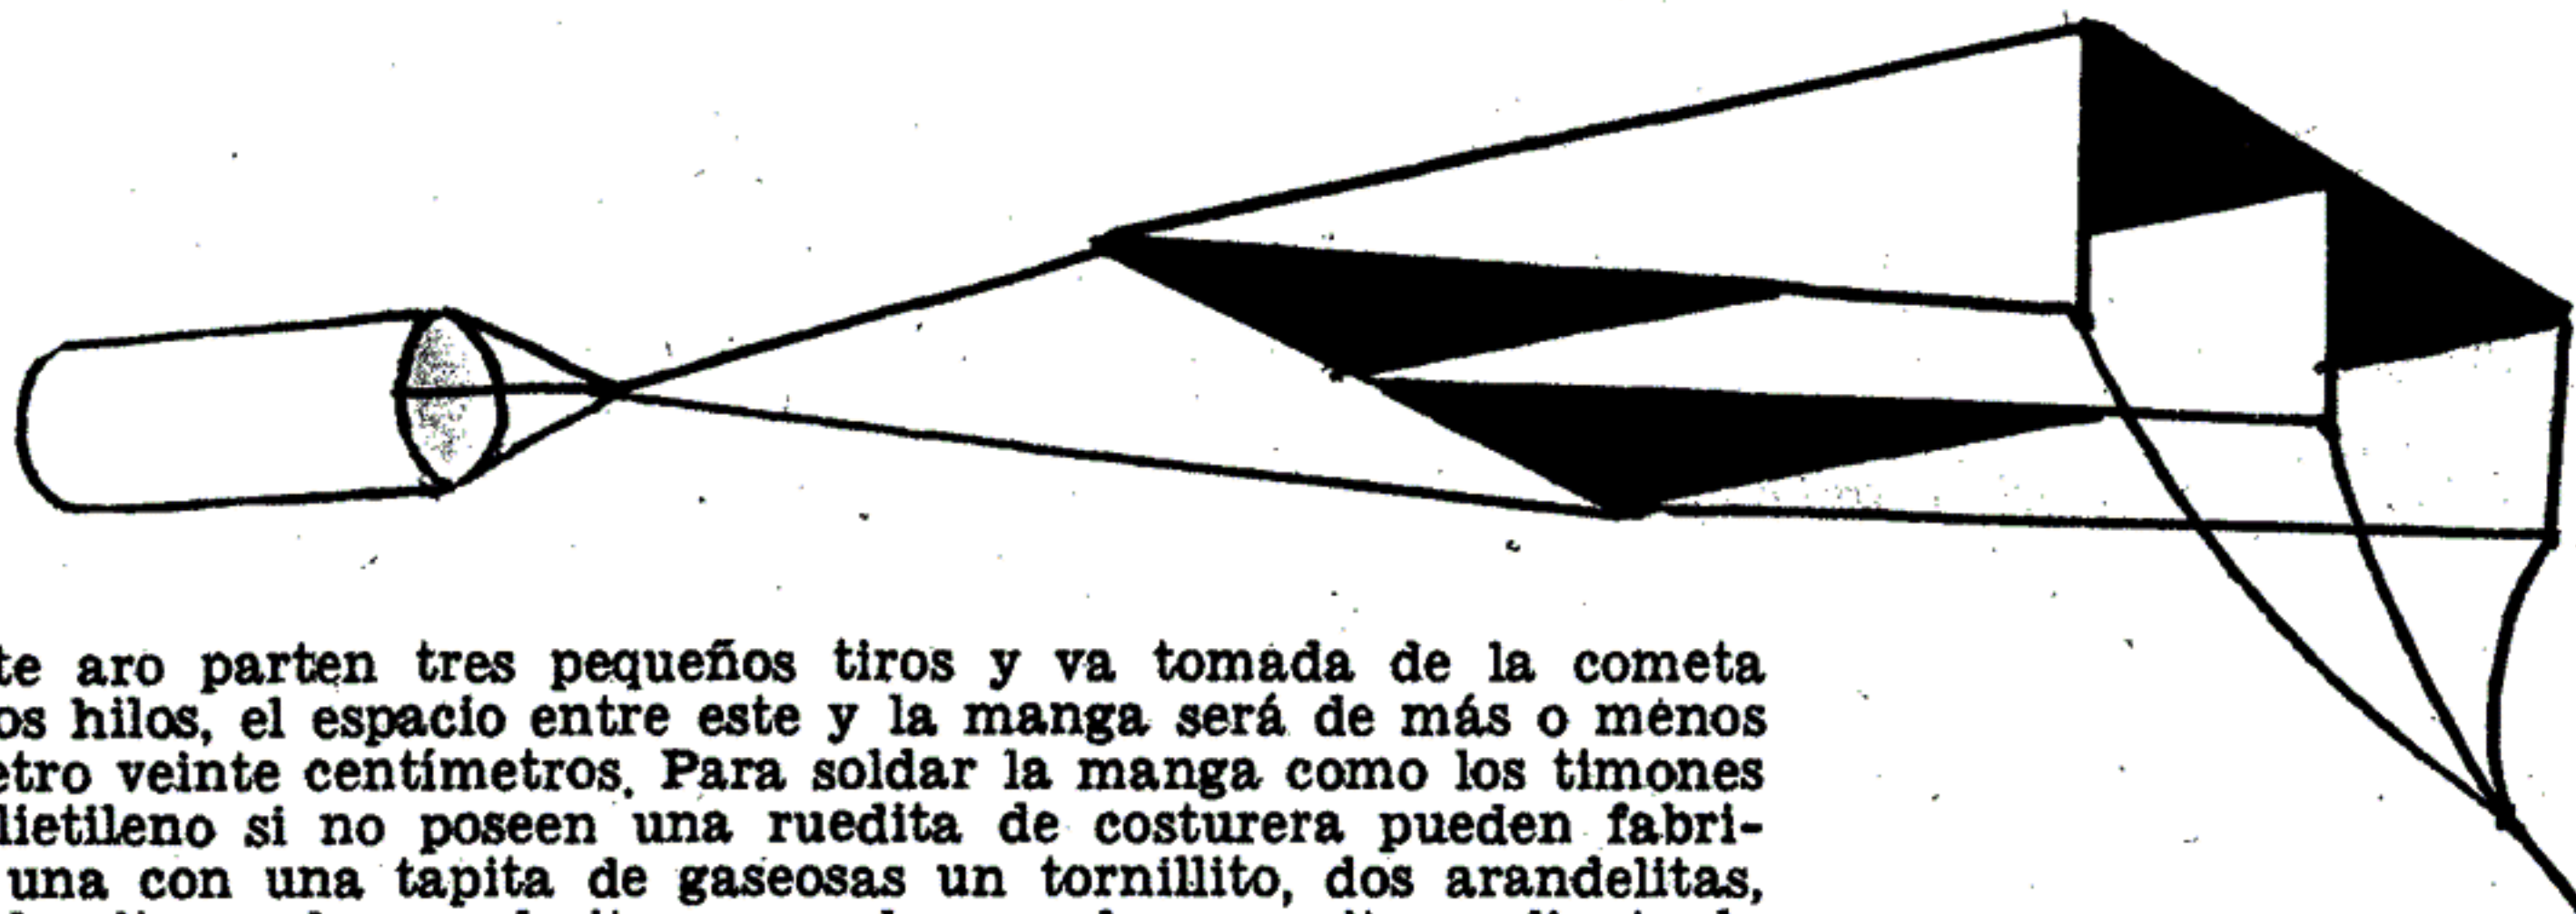 te aro parten tres pequeños tiros y va tomada de la cometa
os hilos, el espacio entre este y la manga será de más o menos
etro veinte centímetros. Para soldar la manga como los timones
lietileno si no poseen una ruedita de costurera pueden fabri-
una con una tapita de gaseosas un tornillito, dos arandelitas,